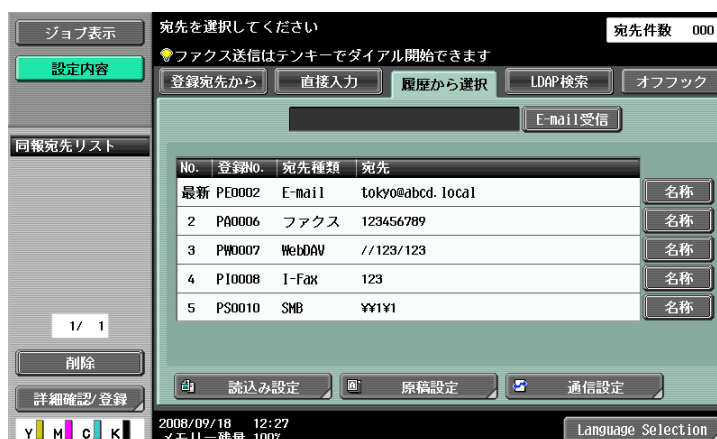 ジョブ表示
設定内容
同報宛先リスト
1/ 1
削除
詳細確認/登録
Y M C K
宛先を選択してください
宛先件数 000
ファクス送信はテンキーでダイアル開始できます
登録宛先から 直接入力 履歴から選択 LDAP検索 オフフック
E-mail受信
No. 登録No. 宛先種類 宛先
最新 PE0002 E-mail tokyo@abcd.local 名称
2 PA0006 ファクス 123456789 名称
3 PW0007 WebDAV //123/123 名称
4 PI0008 I-Fax 123 名称
5 PS0010 SMB ¥¥1¥1 名称
読込み設定 原稿設定 通信設定
2008/09/18 12:27
メモリー残量 100%
Language Selection